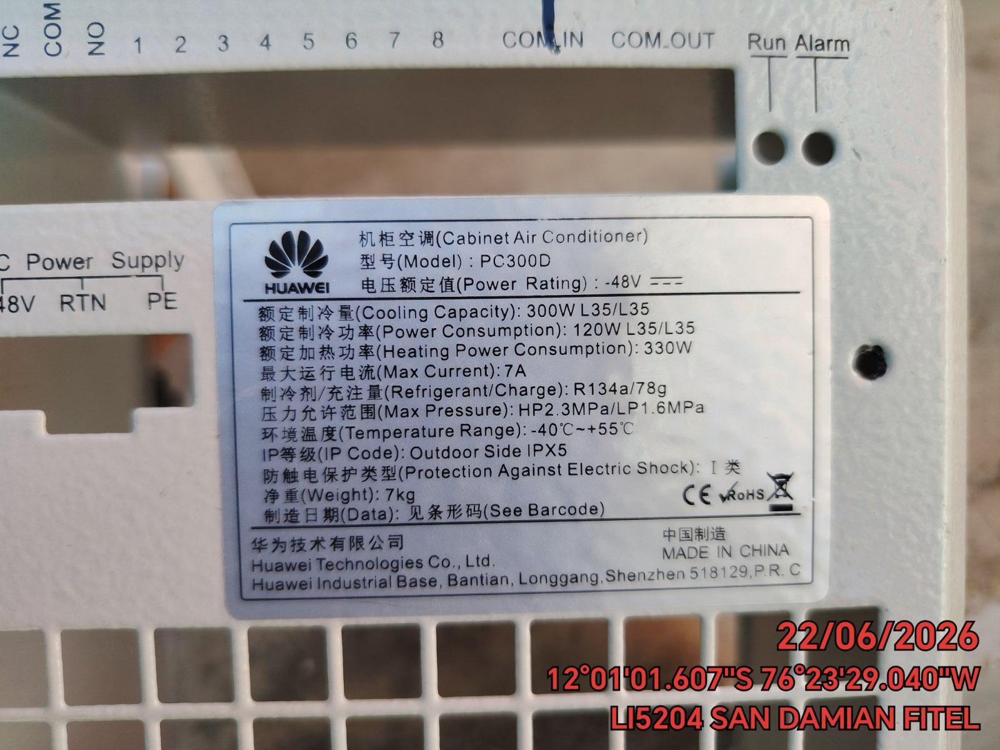 NC COM NO 1 2 3 4 5 6 7 8 COM_IN COM_OUT Run Alarm
C Power Supply
48V RTN PE
HUAWEI
机柜空调(Cabinet Air Conditioner)
型号(Model) : PC300D
电压额定值(Power Rating) : -48V
额定制冷量(Cooling Capacity): 300W L35/L35
额定制冷功率(Power Consumption): 120W L35/L35
额定加热功率(Heating Power Consumption): 330W
最大运行电流(Max Current): 7A
制冷剂/充注量(Refrigerant/Charge): R134a/78g
压力允许范围(Max Pressure): HP2.3MPa/LP1.6MPa
环境温度(Temperature Range): -40℃~+55℃
IP等级(IP Code): Outdoor Side IPX5
防触电保护类型(Protection Against Electric Shock): I 类
净重(Weight): 7kg
CE RoHS
制造日期(Data): 见条形码(See Barcode)
华为技术有限公司
Huawei Technologies Co., Ltd.
Huawei Industrial Base, Bantian, Longgang, Shenzhen 518129, P.R. C
中国制造
MADE IN CHINA
22/06/2026
12°01'01.607"S 76°23'29.040"W
LI5204 SAN DAMIAN FITEL